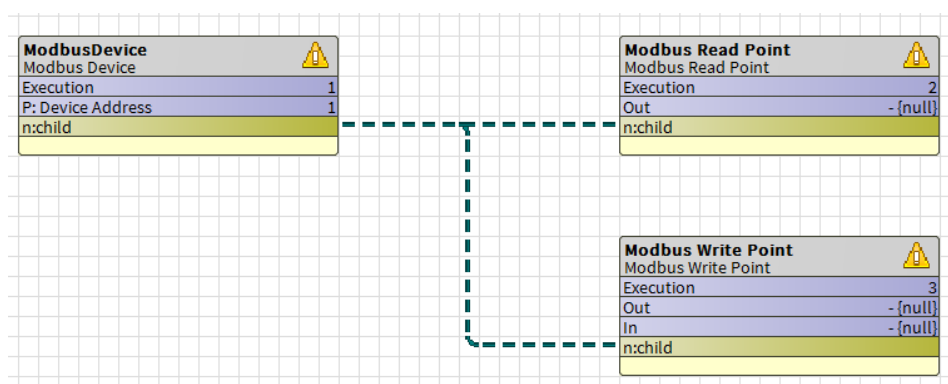 ModbusDevice
Modbus Device
Execution 1
P: Device Address 1
n:child
Modbus Read Point
Modbus Read Point
Execution 2
Out - {null}
n:child
Modbus Write Point
Modbus Write Point
Execution 3
Out - {null}
In - {null}
n:child